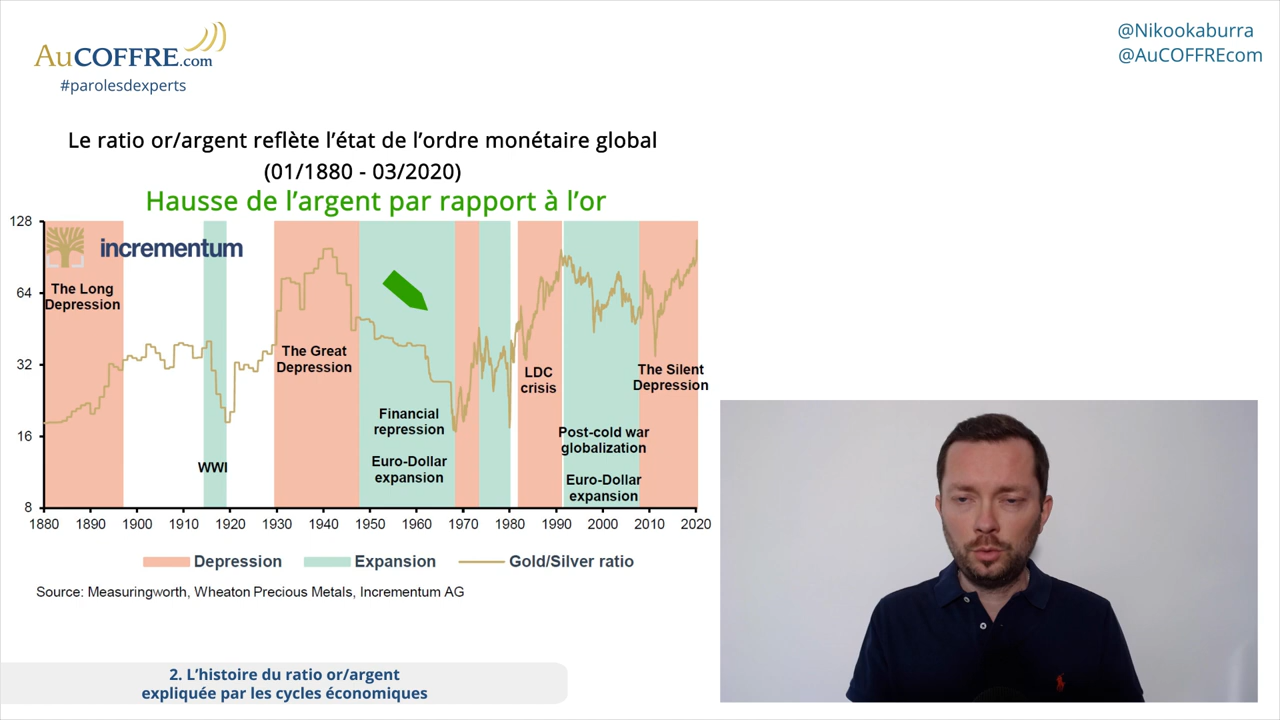 AuCOFFRE.com
#parolesdexperts
@Nikookaburra
@AuCOFFREcom
Le ratio or/argent reflète l'état de l'ordre monétaire global
(01/1880 - 03/2020)
Hausse de l'argent par rapport à l'or
128
64
32
16
8
incrementum
The Long
Depression
WWI
The Great
Depression
Financial
repression
Euro-Dollar
expansion
LDC
crisis
Post-cold war
globalization
Euro-Dollar
expansion
The Silent
Depression
1880 1890 1900 1910 1920 1930 1940 1950 1960 1970 1980 1990 2000 2010 2020
Depression Expansion Gold/Silver ratio
Source: Measuringworth, Wheaton Precious Metals, Incrementum AG
2. L'histoire du ratio or/argent
expliquée par les cycles économiques